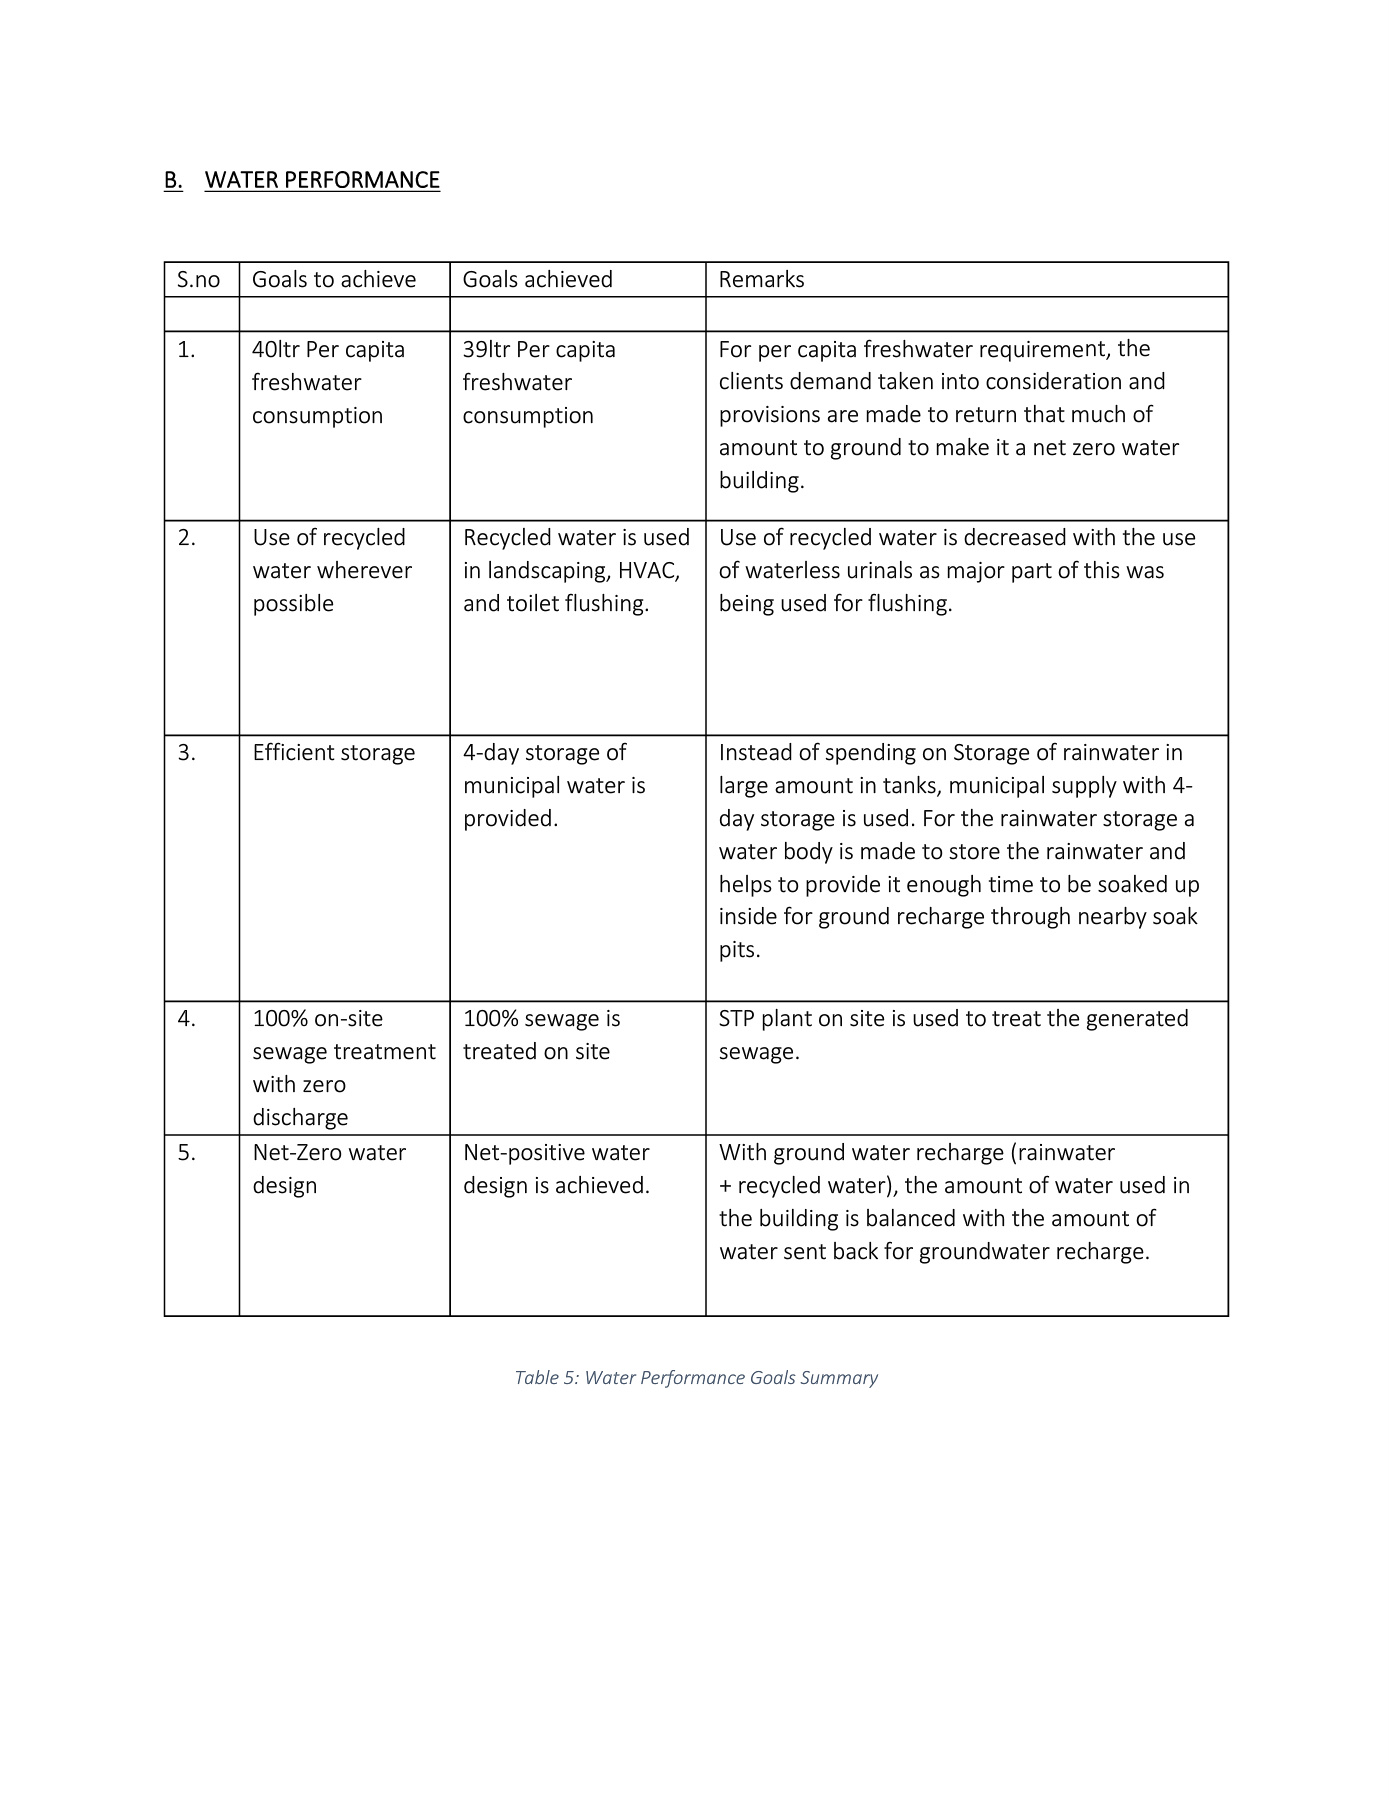 B. WATER PERFORMANCE
S.no Goals to achieve Goals achieved Remarks
1.
40ltr Per capita
freshwater
consumption
39ltr Per capita
freshwater
consumption
For per capita freshwater requirement, the
clients demand taken into consideration and
provisions are made to return that much of
amount to ground to make it a net zero water
building.
2.
Use of recycled
water wherever
possible
Recycled water is used
in landscaping, HVAC,
and toilet flushing.
Use of recycled water is decreased with the use
of waterless urinals as major part of this was
being used for flushing.
3.
Efficient storage
4-day storage of
municipal water is
provided.
Instead of spending on Storage of rainwater in
large amount in tanks, municipal supply with 4-
day storage is used. For the rainwater storage a
water body is made to store the rainwater and
helps to provide it enough time to be soaked up
inside for ground recharge through nearby soak
pits.
4.
100% on-site
sewage treatment
with zero
discharge
100% sewage is
treated on site
STP plant on site is used to treat the generated
sewage.
5.
Net-Zero water
design
Net-positive water
design is achieved.
With ground water recharge (rainwater
+ recycled water), the amount of water used in
the building is balanced with the amount of
water sent back for groundwater recharge.
Table 5: Water Performance Goals Summary